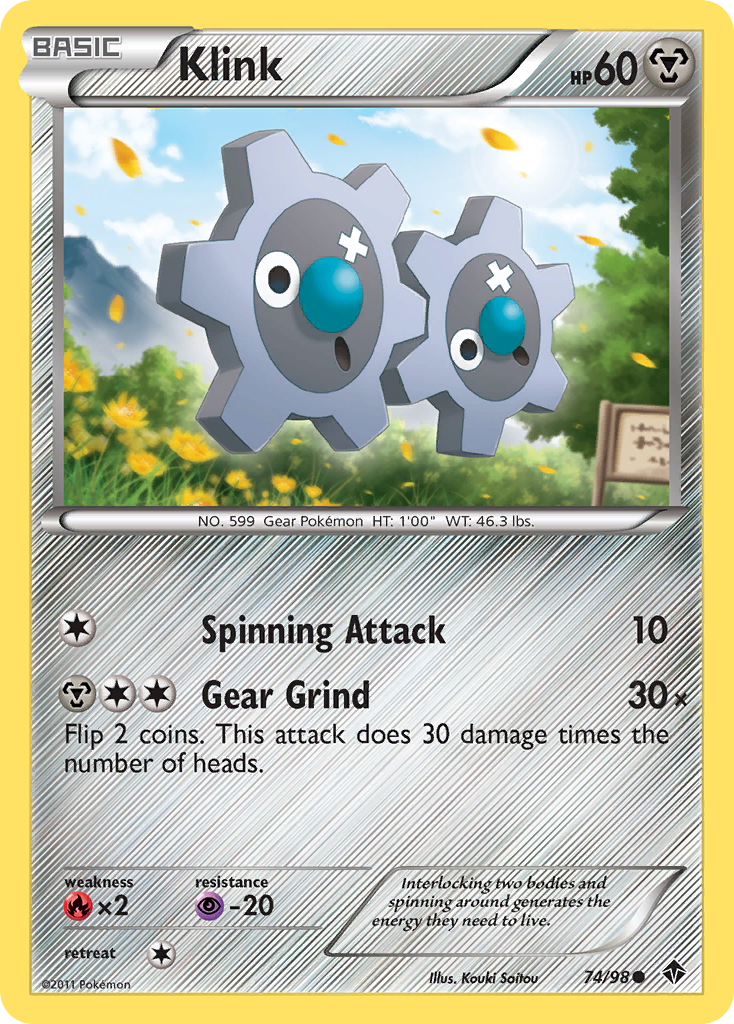 BASIC Klink HP 60
NO. 599 Gear Pokémon HT: 1'00" WT: 46.3 lbs.
Spinning Attack 10
Gear Grind 30×
Flip 2 coins. This attack does 30 damage times the
number of heads.
weakness resistance
×2 -20
retreat
Interlocking two bodies and
spinning around generates the
energy they need to live.
©2011 Pokémon Illus. Kouki Saitou 74/98